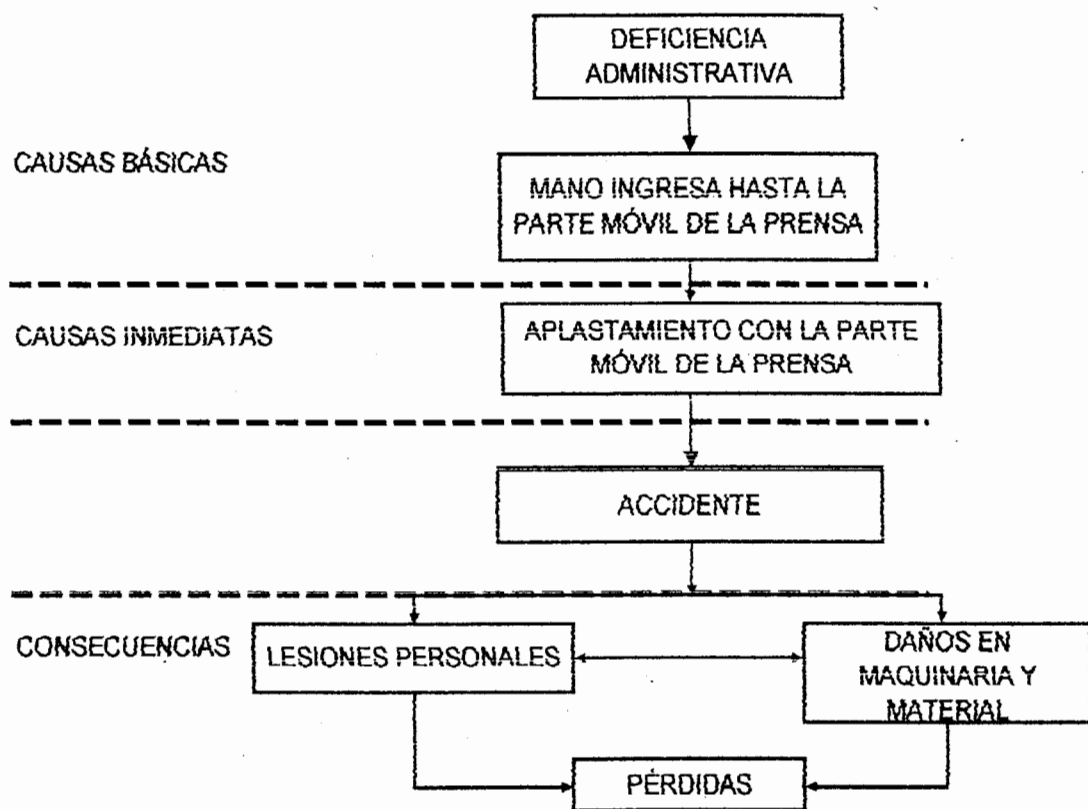 DEFICIENCIA
ADMINISTRATIVA
CAUSAS BÁSICAS
MANO INGRESA HASTA LA
PARTE MÓVIL DE LA PRENSA
CAUSAS INMEDIATAS
APLASTAMIENTO CON LA PARTE
MÓVIL DE LA PRENSA
ACCIDENTE
CONSECUENCIAS
LESIONES PERSONALES
DAÑOS EN
MAQUINARIA Y
MATERIAL
PÉRDIDAS